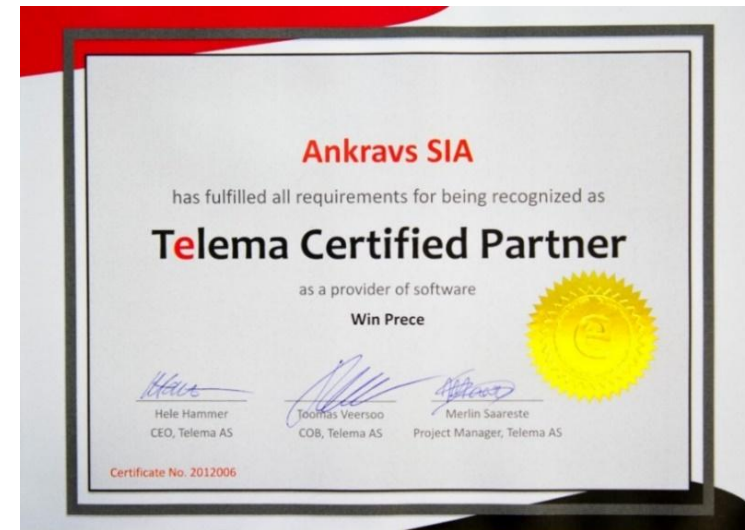 Ankravs SIA
has fulfilled all requirements for being recognized as
Telema Certified Partner
as a provider of software
Win Prece
Hele Hammer Toomas Veersoo Merlin Saareste
CEO, Telema AS COB, Telema AS Project Manager, Telema AS
Certificate No. 2012006
e